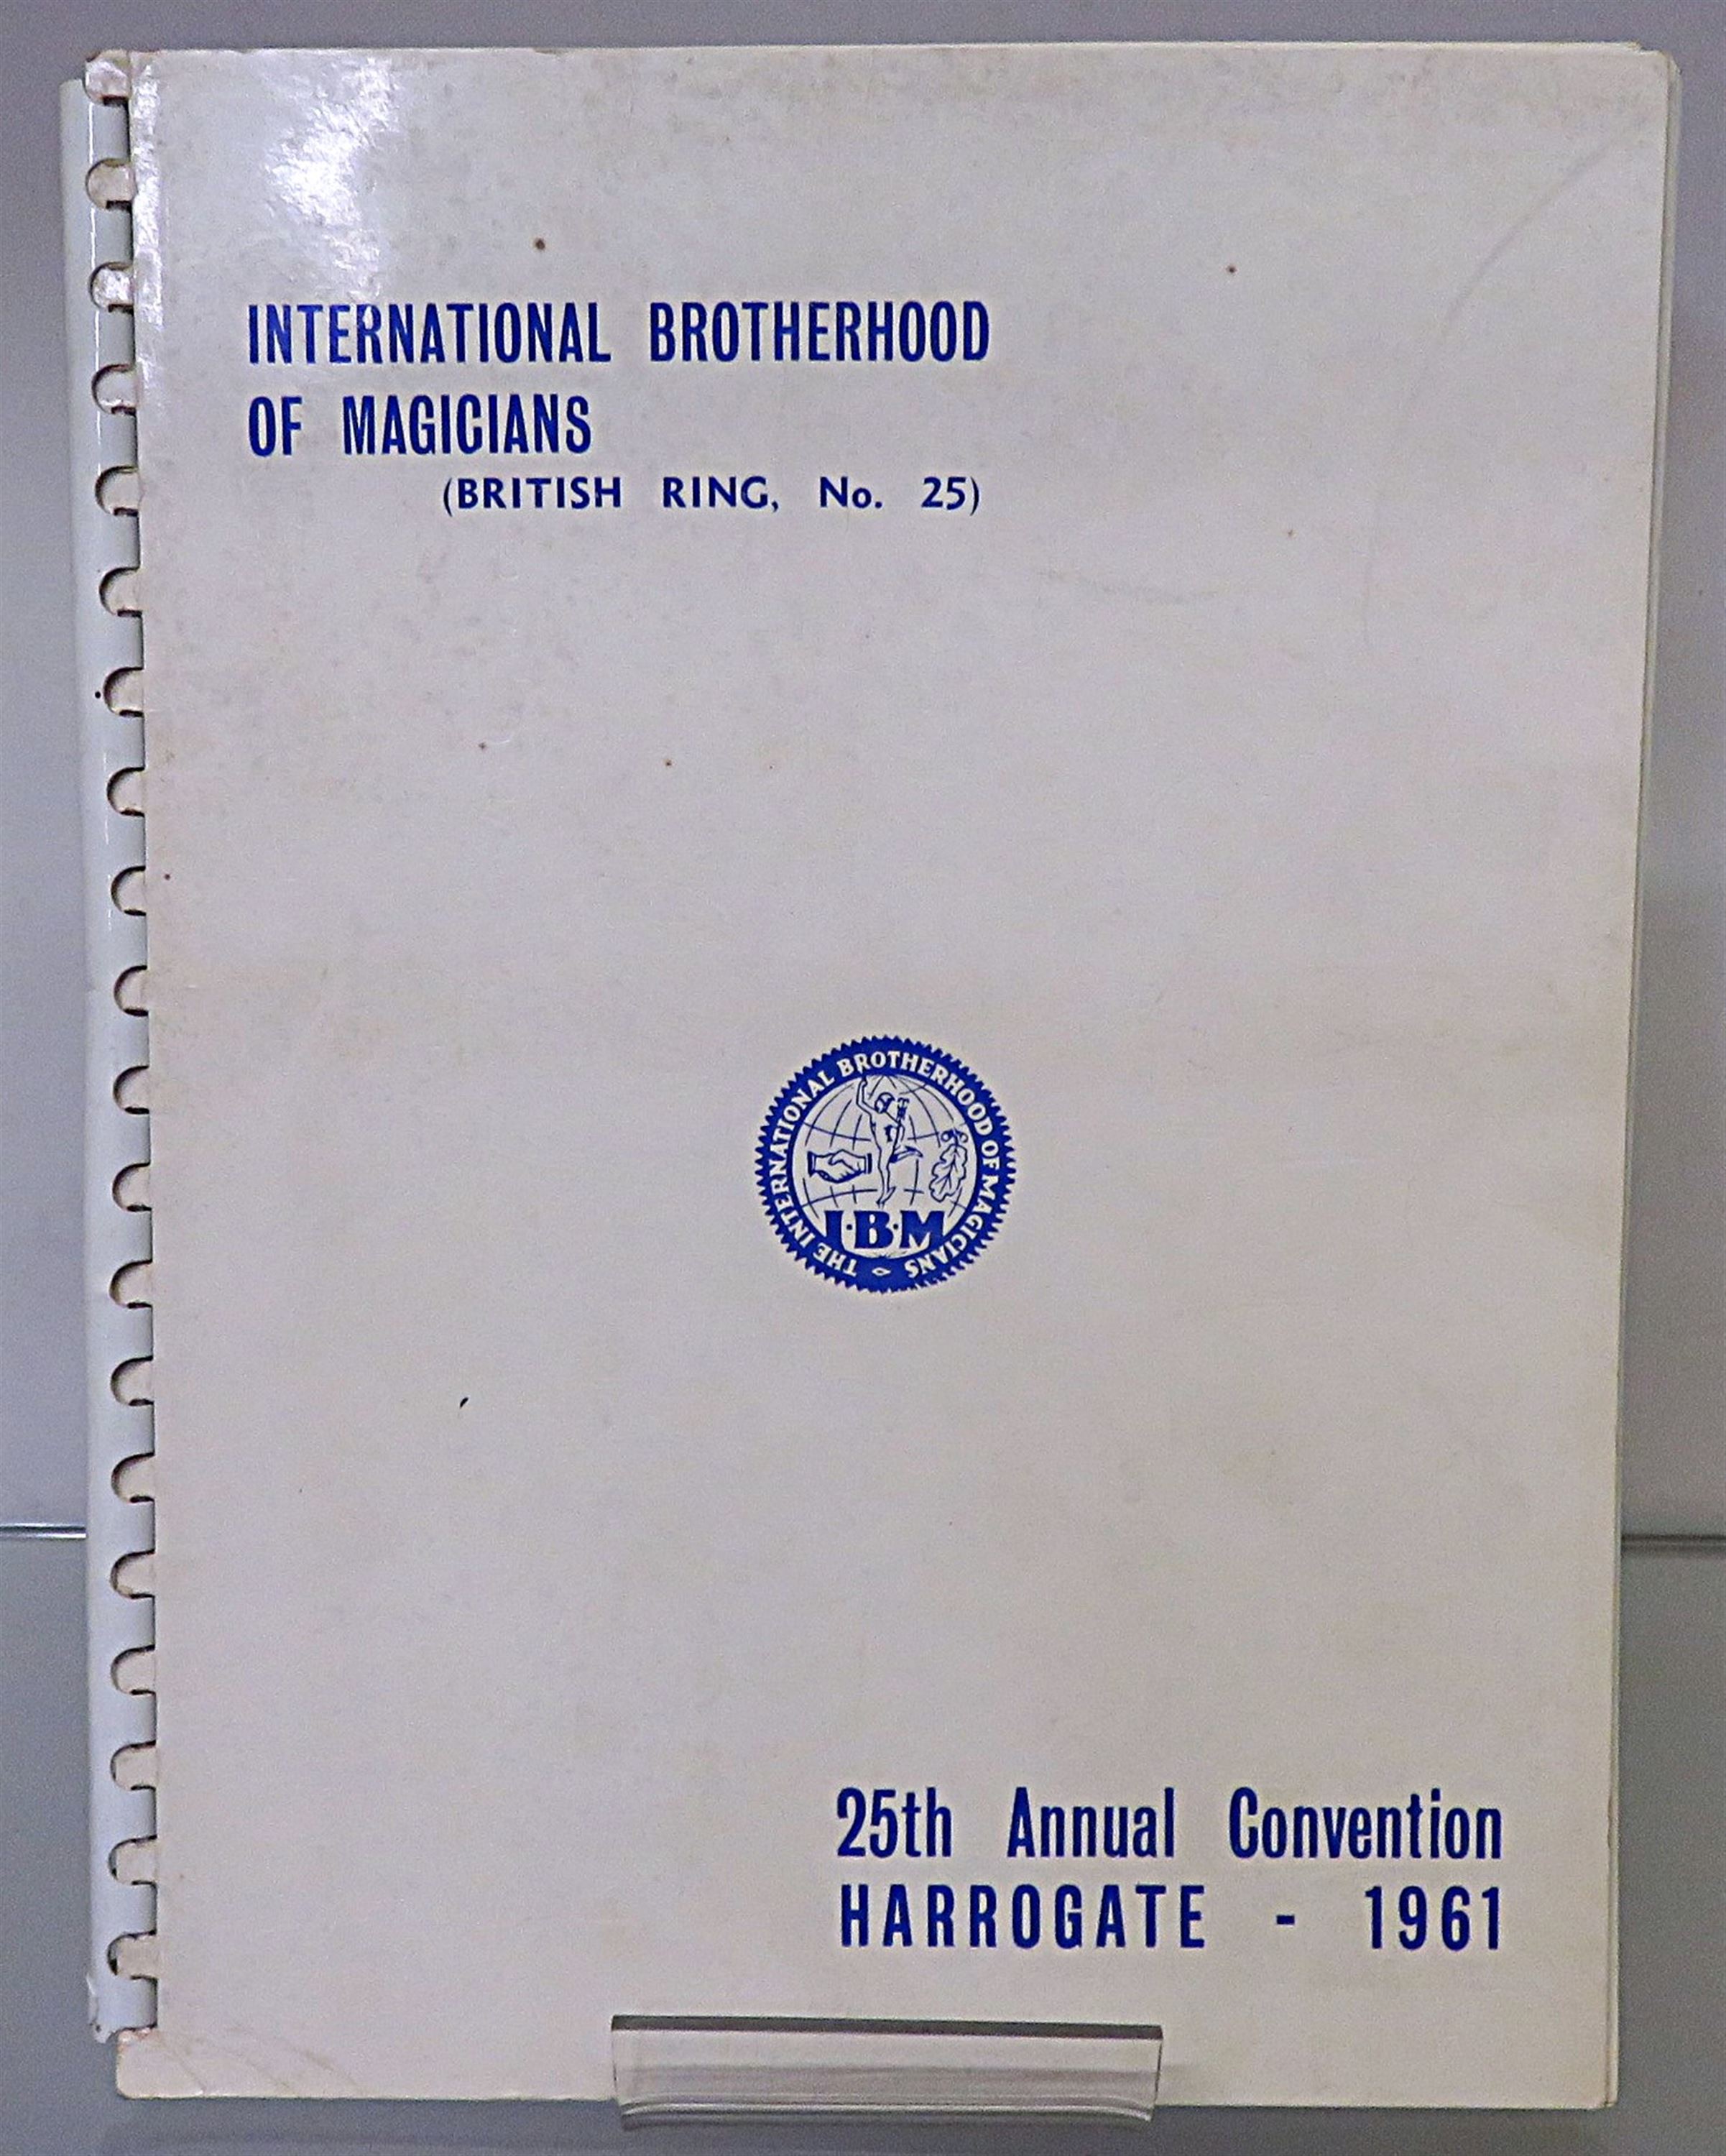 INTERNATIONAL BROTHERHOOD
OF MAGICIANS
(BRITISH RING, No. 25)
THE INTERNATIONAL BROTHERHOOD OF MAGICIANS
I·B·M
25th Annual Convention
HARROGATE - 1961